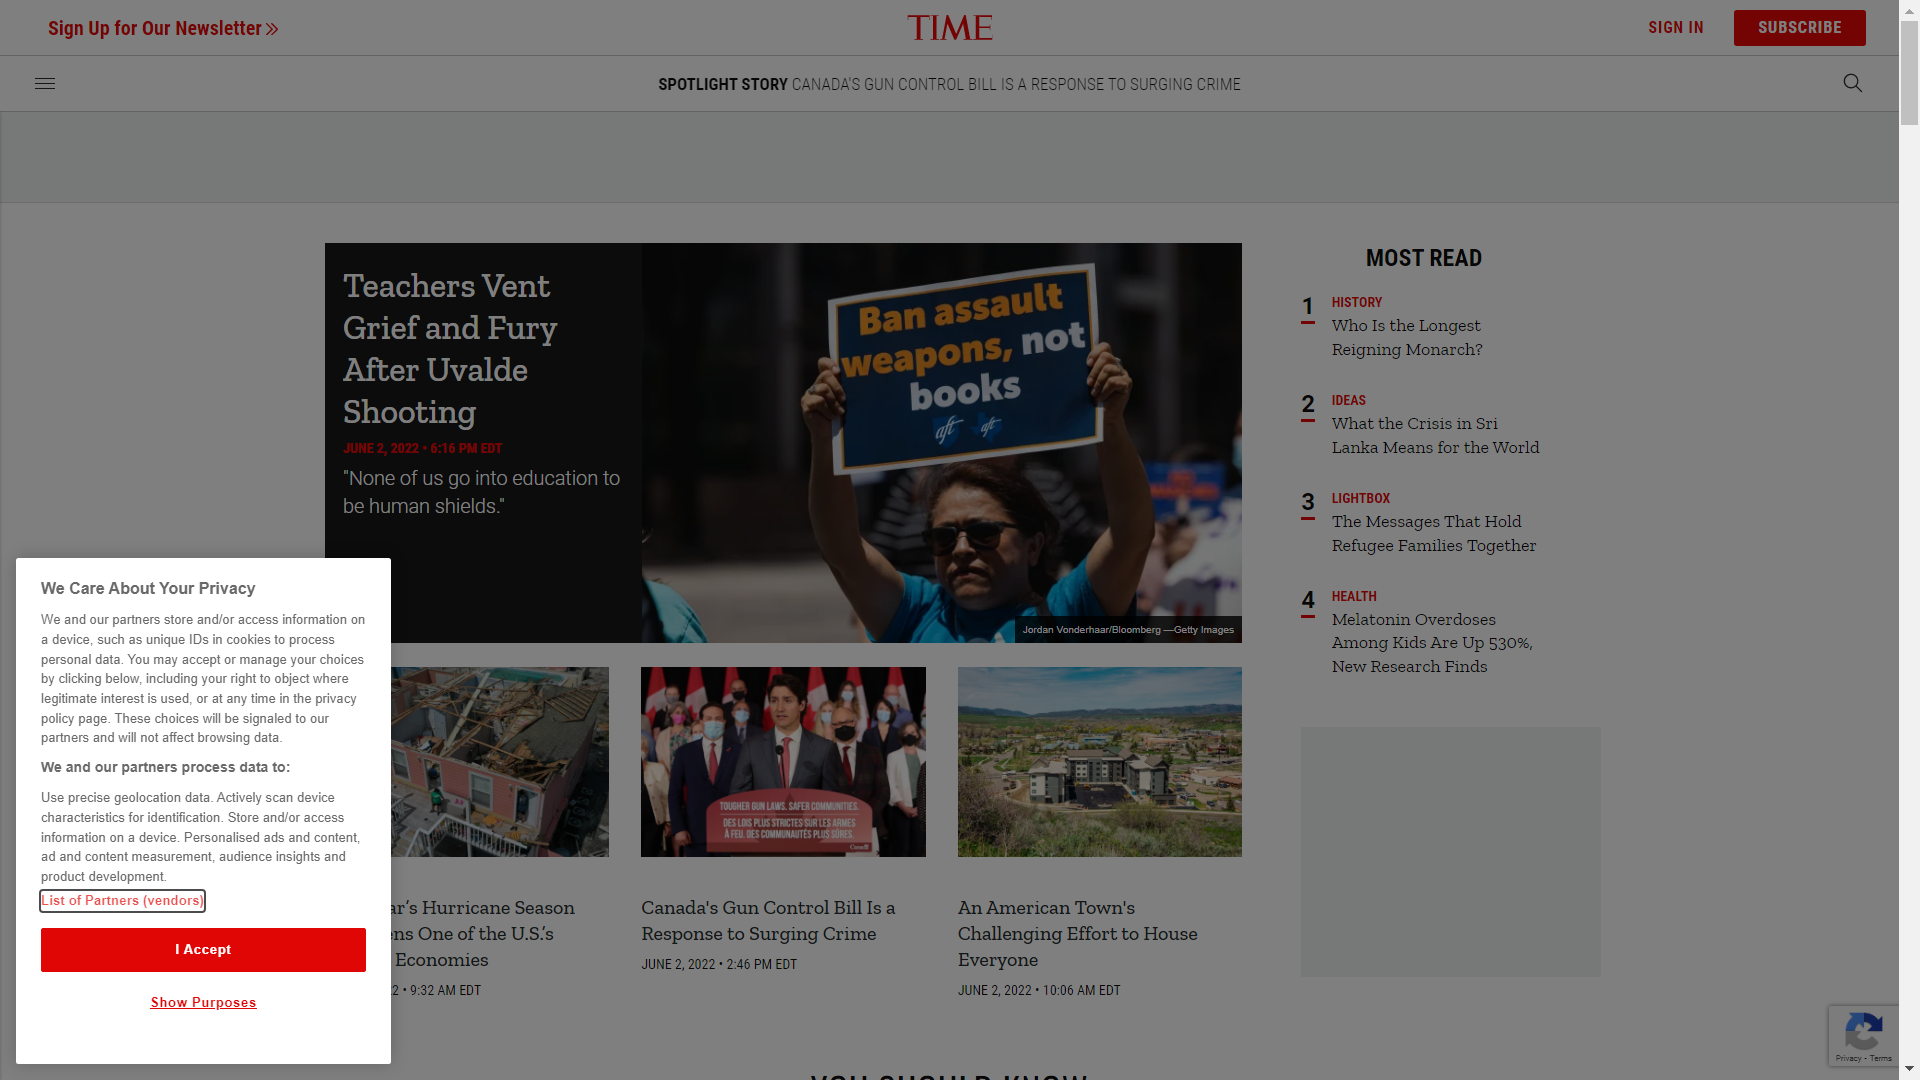 Sign Up for Our Newsletter
TIME
SIGN IN
SUBSCRIBE
SPOTLIGHT STORY CANADA'S GUN CONTROL BILL IS A RESPONSE TO SURGING CRIME
Teachers Vent
Grief and Fury
After Uvalde
Shooting
JUNE 2, 2022 • 6:16 PM EDT
"None of us go into education to
be human shields."
Ban assault
weapons, not
books
aft
aft
Jordan Vonderhaar/Bloomberg —Getty Images
MOST READ
1
HISTORY
Who Is the Longest
Reigning Monarch?
2
IDEAS
What the Crisis in Sri
Lanka Means for the World
3
LIGHTBOX
The Messages That Hold
Refugee Families Together
4
HEALTH
Melatonin Overdoses
Among Kids Are Up 530%,
New Research Finds
We Care About Your Privacy
We and our partners store and/or access information on
a device, such as unique IDs in cookies to process
personal data. You may accept or manage your choices
by clicking below, including your right to object where
legitimate interest is used, or at any time in the privacy
policy page. These choices will be signaled to our
partners and will not affect browsing data.
We and our partners process data to:
Use precise geolocation data. Actively scan device
characteristics for identification. Store and/or access
information on a device. Personalised ads and content,
ad and content measurement, audience insights and
product development.
List of Partners (vendors)
I Accept
Show Purposes
Hurricane Season
One of the U.S.'s
Economies
• 9:32 AM EDT
TOUGHER GUN LAWS. SAFER COMMUNITIES.
DES LOIS PLUS STRICTES SUR LES ARMES
À FEU. DES COMMUNAUTÉS PLUS SÛRES.
Canada
Canada's Gun Control Bill Is a
Response to Surging Crime
JUNE 2, 2022 • 2:46 PM EDT
An American Town's
Challenging Effort to House
Everyone
JUNE 2, 2022 • 10:06 AM EDT
Privacy - Terms
YOU SHOULD KNOW